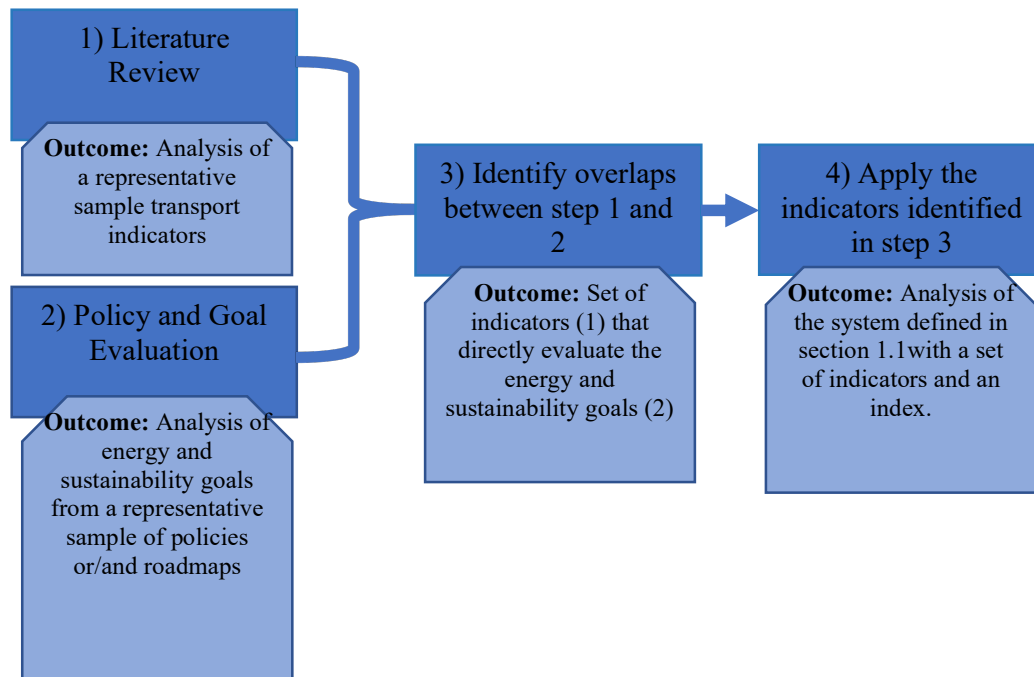 1) Literature
Review
Outcome: Analysis of
a representative
sample transport
indicators
2) Policy and Goal
Evaluation
Outcome: Analysis of
energy and
sustainability goals
from a representative
sample of policies
or/and roadmaps
3) Identify overlaps
between step 1 and
2
Outcome: Set of
indicators (1) that
directly evaluate the
energy and
sustainability goals (2)
4) Apply the
indicators identified
in step 3
Outcome: Analysis of
the system defined in
section 1.1with a set
of indicators and an
index.